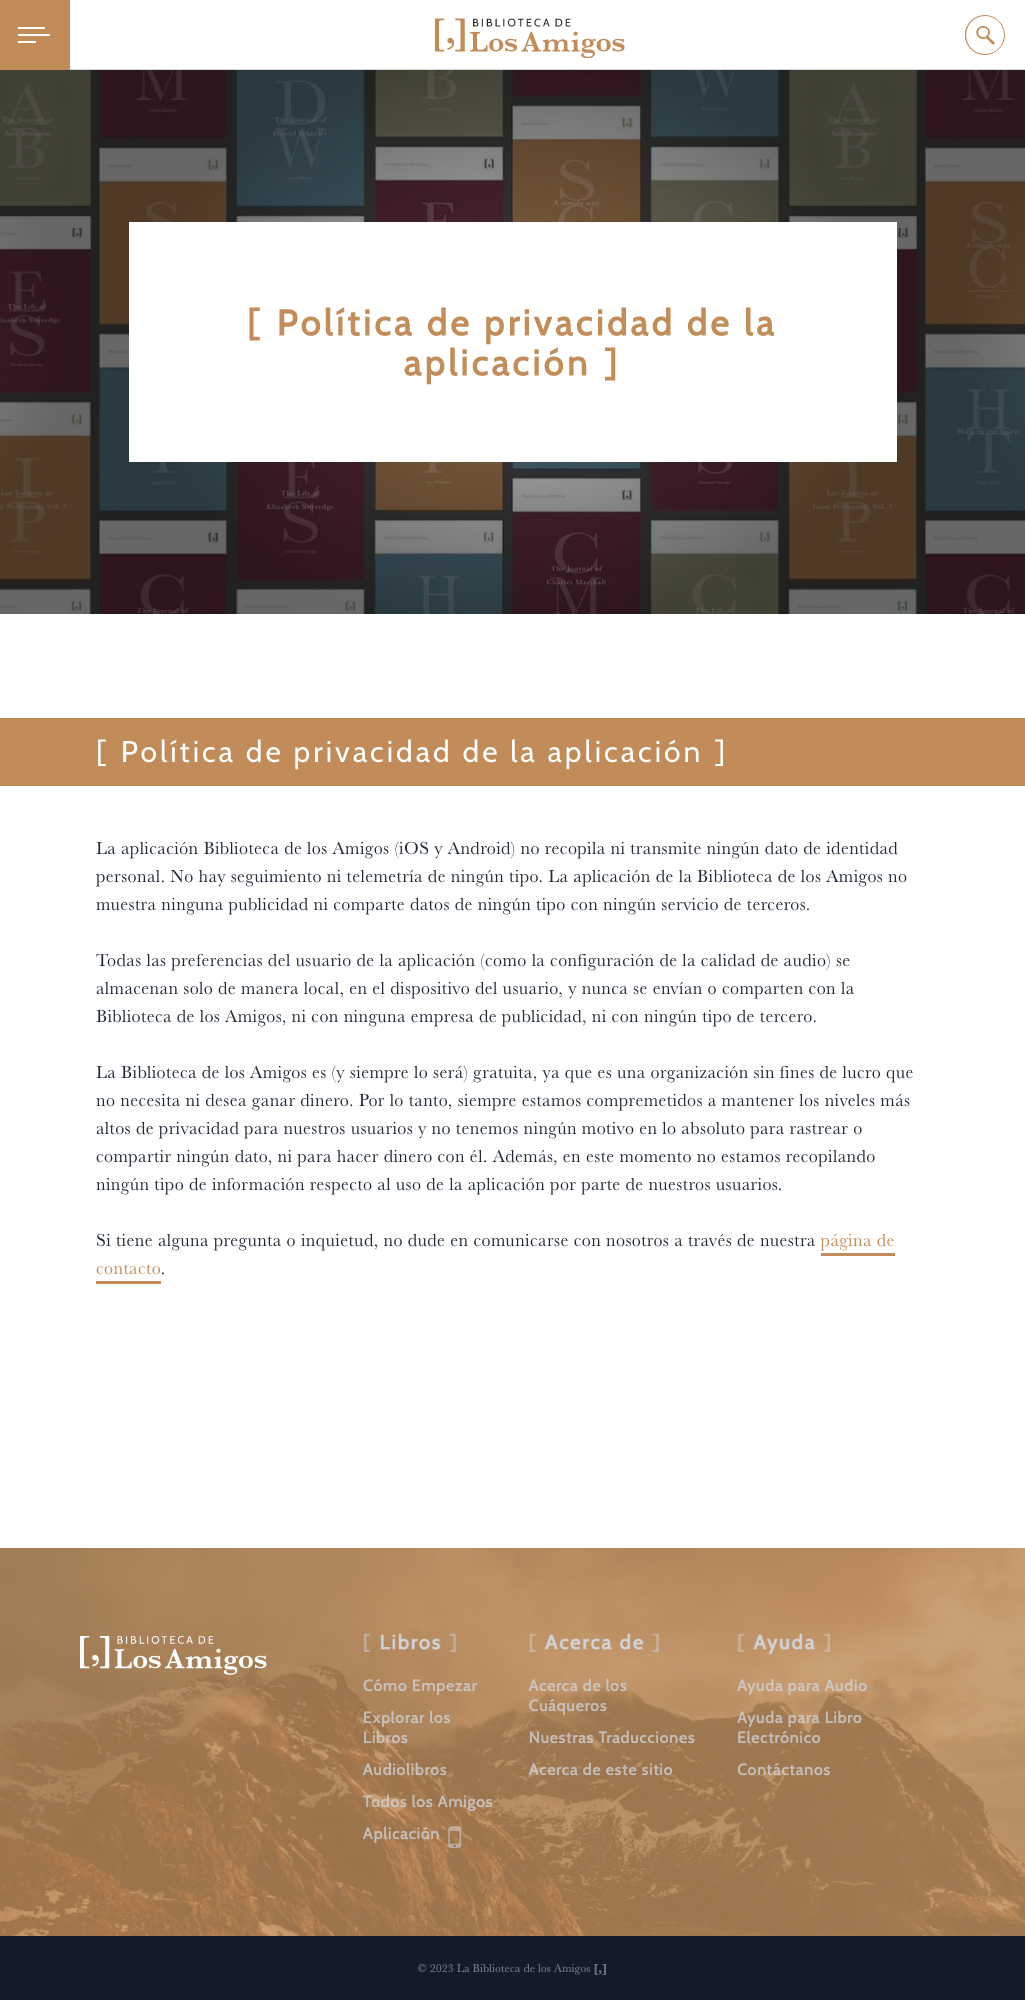 BIBLIOTECA DE
[,] Los Amigos
[ Política de privacidad de la
aplicación ]
[ Política de privacidad de la aplicación ]
La aplicación Biblioteca de los Amigos (iOS y Android) no recopila ni transmite ningún dato de identidad
personal. No hay seguimiento ni telemetría de ningún tipo. La aplicación de la Biblioteca de los Amigos no
muestra ninguna publicidad ni comparte datos de ningún tipo con ningún servicio de terceros.
Todas las preferencias del usuario de la aplicación (como la configuración de la calidad de audio) se
almacenan solo de manera local, en el dispositivo del usuario, y nunca se envían o comparten con la
Biblioteca de los Amigos, ni con ninguna empresa de publicidad, ni con ningún tipo de tercero.
La Biblioteca de los Amigos es (y siempre lo será) gratuita, ya que es una organización sin fines de lucro que
no necesita ni desea ganar dinero. Por lo tanto, siempre estamos compremetidos a mantener los niveles más
altos de privacidad para nuestros usuarios y no tenemos ningún motivo en lo absoluto para rastrear o
compartir ningún dato, ni para hacer dinero con él. Además, en este momento no estamos recopilando
ningún tipo de información respecto al uso de la aplicación por parte de nuestros usuarios.
Si tiene alguna pregunta o inquietud, no dude en comunicarse con nosotros a través de nuestra página de
contacto.
BIBLIOTECA DE
[,] Los Amigos
[ Libros ]
Cómo Empezar
Explorar los
Libros
Audiolibros
Todos los Amigos
Aplicación
[ Acerca de ]
Acerca de los
Cuáqueros
Nuestras Traducciones
Acerca de este sitio
[ Ayuda ]
Ayuda para Audio
Ayuda para Libro
Electrónico
Contáctanos
© 2023 La Biblioteca de los Amigos [,]